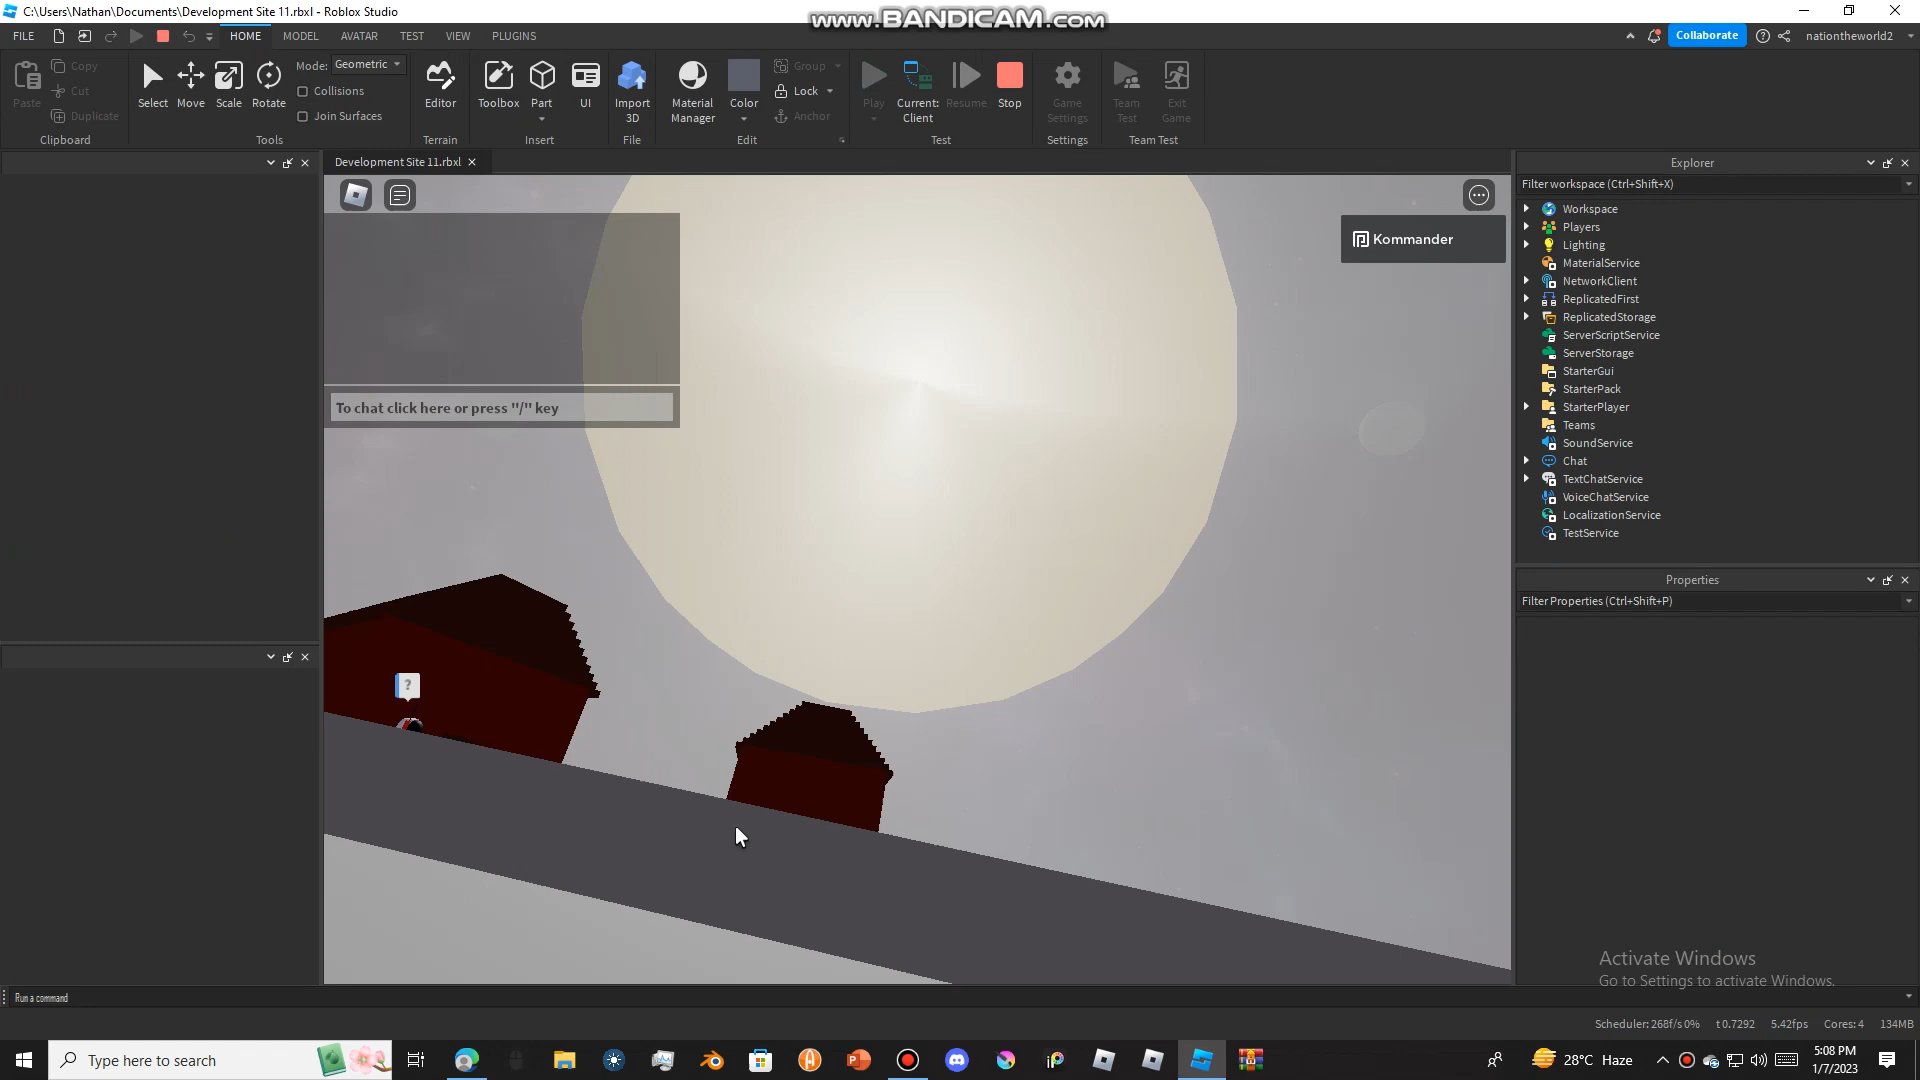 C:\Users\Nathan\Documents\Development Site 11.rbxl - Roblox Studio
www.BANDICAM.com
FILE HOME MODEL AVATAR TEST VIEW PLUGINS
Collaborate nationtheworld2
Paste Copy Cut Duplicate
Clipboard
Select Move Scale Rotate
Mode: Geometric
Collisions
Join Surfaces
Tools
Editor
Terrain
Toolbox Part UI
Insert
Import 3D
File
Material Manager
Color
Group
Lock
Anchor
Edit
Play
Current: Client
Resume
Stop
Test
Game Settings
Settings
Team Test
Exit Game
Team Test
Development Site 11.rbxl
To chat click here or press "/" key
Kommander
?
Explorer
Filter workspace (Ctrl+Shift+X)
Workspace
Players
Lighting
MaterialService
NetworkClient
ReplicatedFirst
ReplicatedStorage
ServerScriptService
ServerStorage
StarterGui
StarterPack
StarterPlayer
Teams
SoundService
Chat
TextChatService
VoiceChatService
LocalizationService
TestService
Properties
Filter Properties (Ctrl+Shift+P)
Activate Windows
Go to Settings to activate Windows.
Run a command
Scheduler: 268f/s 0% t 0.7292 5.42fps Cores: 4 134MB
Type here to search
28°C Haze
5:08 PM
1/7/2023